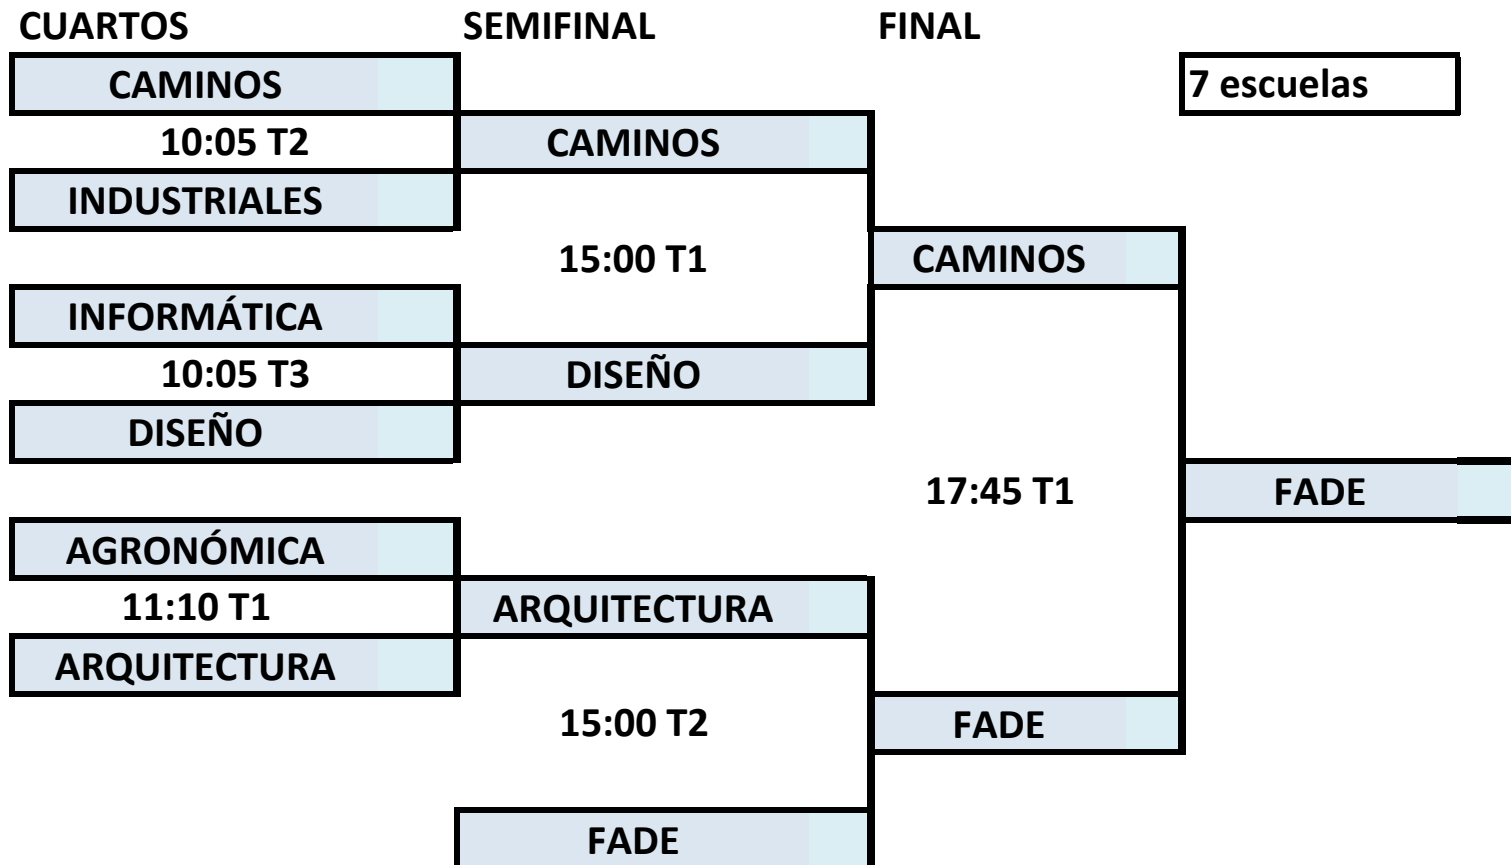 CUARTOS SEMIFINAL FINAL
CAMINOS 7 escuelas
10:05 T2 CAMINOS
INDUSTRIALES
15:00 T1 CAMINOS
INFORMÁTICA
10:05 T3 DISEÑO
DISEÑO
17:45 T1 FADE
AGRONÓMICA
11:10 T1 ARQUITECTURA
ARQUITECTURA
15:00 T2 FADE
FADE